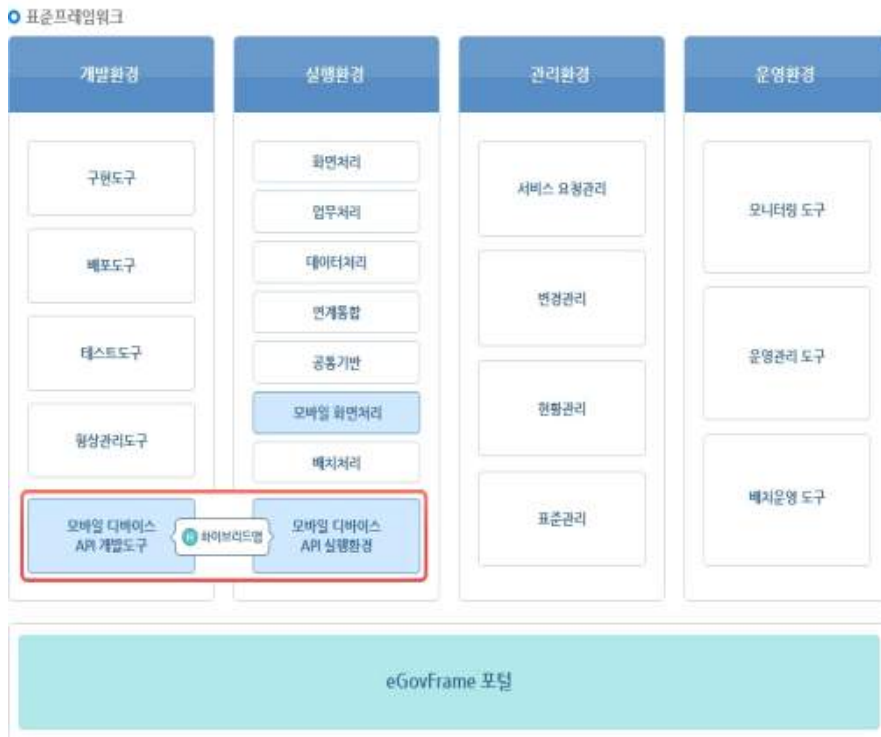 표준프레임워크
개발환경
구현도구
배포도구
테스트도구
형상관리도구
모바일 디바이스
API 개발도구
H 하이브리드앱
실행환경
화면처리
업무처리
데이터처리
연계통합
공통기반
모바일 화면처리
배치처리
모바일 디바이스
API 실행환경
관리환경
서비스 요청관리
변경관리
현황관리
표준관리
운영환경
모니터링 도구
운영관리 도구
배치운영 도구
eGovFrame 포털